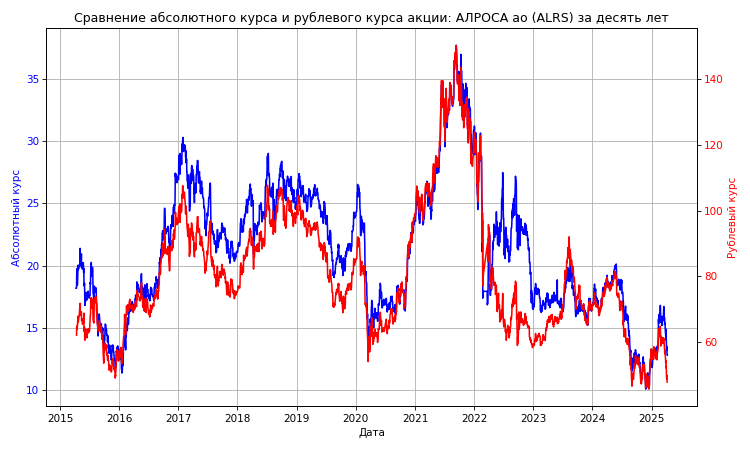 Сравнение абсолютного курса и рублевого курса акции: АЛРОСА ао (ALRS) за десять лет
35
30
25
20
15
10
Абсолютный курс
140
120
100
80
60
Рублевый курс
2015 2016 2017 2018 2019 2020 2021 2022 2023 2024 2025
Дата